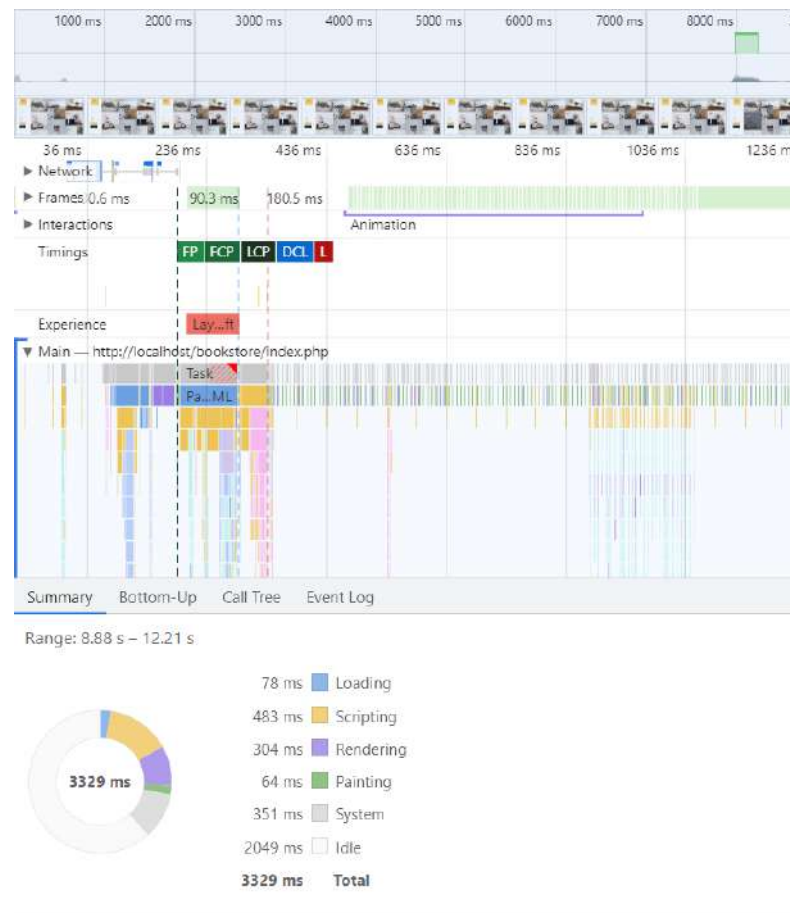 1000 ms 2000 ms 3000 ms 4000 ms 5000 ms 6000 ms 7000 ms 8000 ms
36 ms 236 ms 436 ms 636 ms 836 ms 1036 ms 1236 m
▶ Network
▶ Frames 0.6 ms 90.3 ms 180.5 ms
▶ Interactions Animation
Timings FP FCP LCP DCL L
Experience Lay...ft
▼ Main — http://localhost/bookstore/index.php
Task
Pa...ML
Summary Bottom-Up Call Tree Event Log
Range: 8.88 s – 12.21 s
78 ms Loading
483 ms Scripting
3329 ms 304 ms Rendering
64 ms Painting
351 ms System
2049 ms Idle
3329 ms Total